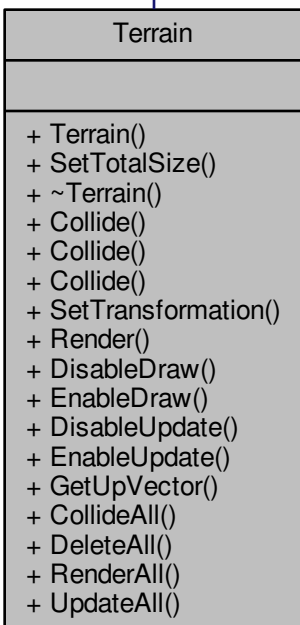 Terrain
+ Terrain()
+ SetTotalSize()
+ ~Terrain()
+ Collide()
+ Collide()
+ Collide()
+ SetTransformation()
+ Render()
+ DisableDraw()
+ EnableDraw()
+ DisableUpdate()
+ EnableUpdate()
+ GetUpVector()
+ CollideAll()
+ DeleteAll()
+ RenderAll()
+ UpdateAll()